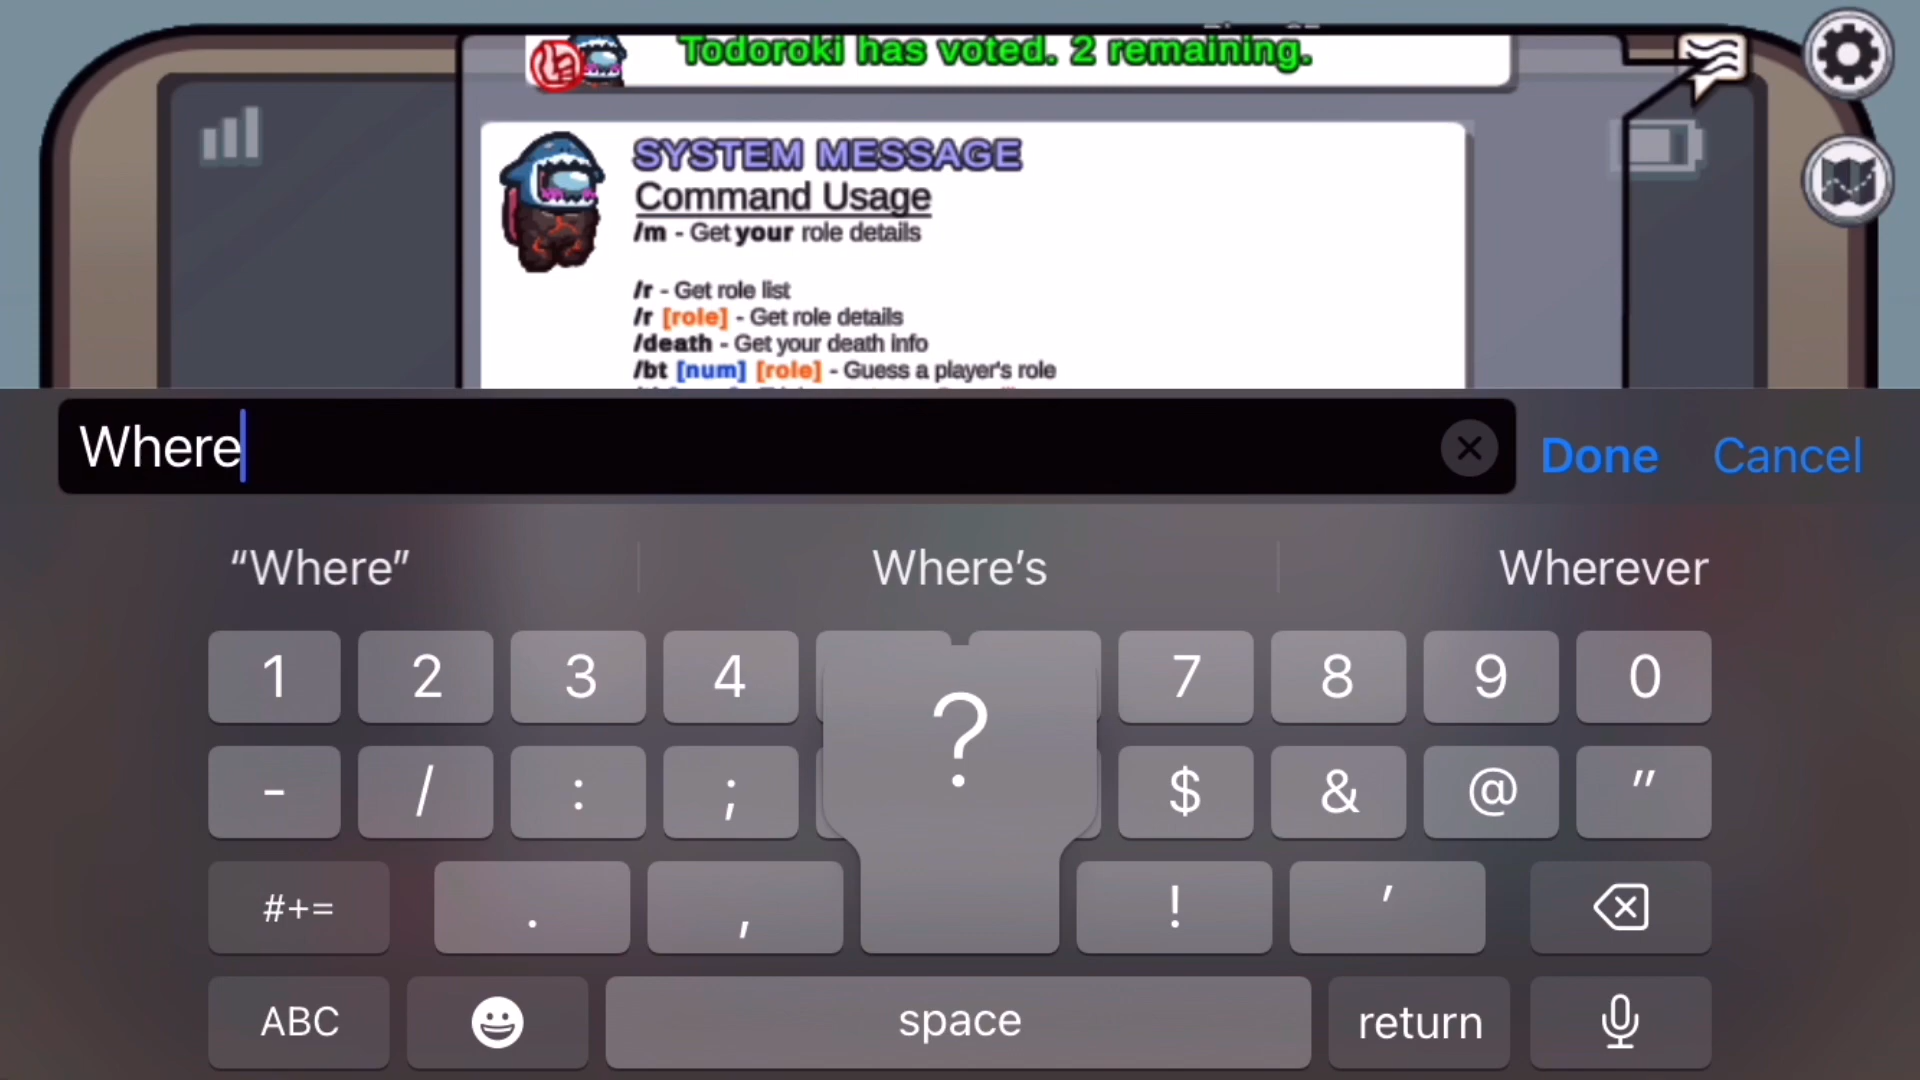 Todoroki has voted. 2 remaining.
SYSTEM MESSAGE
Command Usage
/m - Get your role details
/r - Get role list
/r [role] - Get role details
/death - Get your death info
/bt [num] [role] - Guess a player's role
Where
Done
Cancel
“Where”
Where’s
Wherever
1 2 3 4 7 8 9 0
- / : ; $ & @ "
#+= . , ? ! '
ABC space return